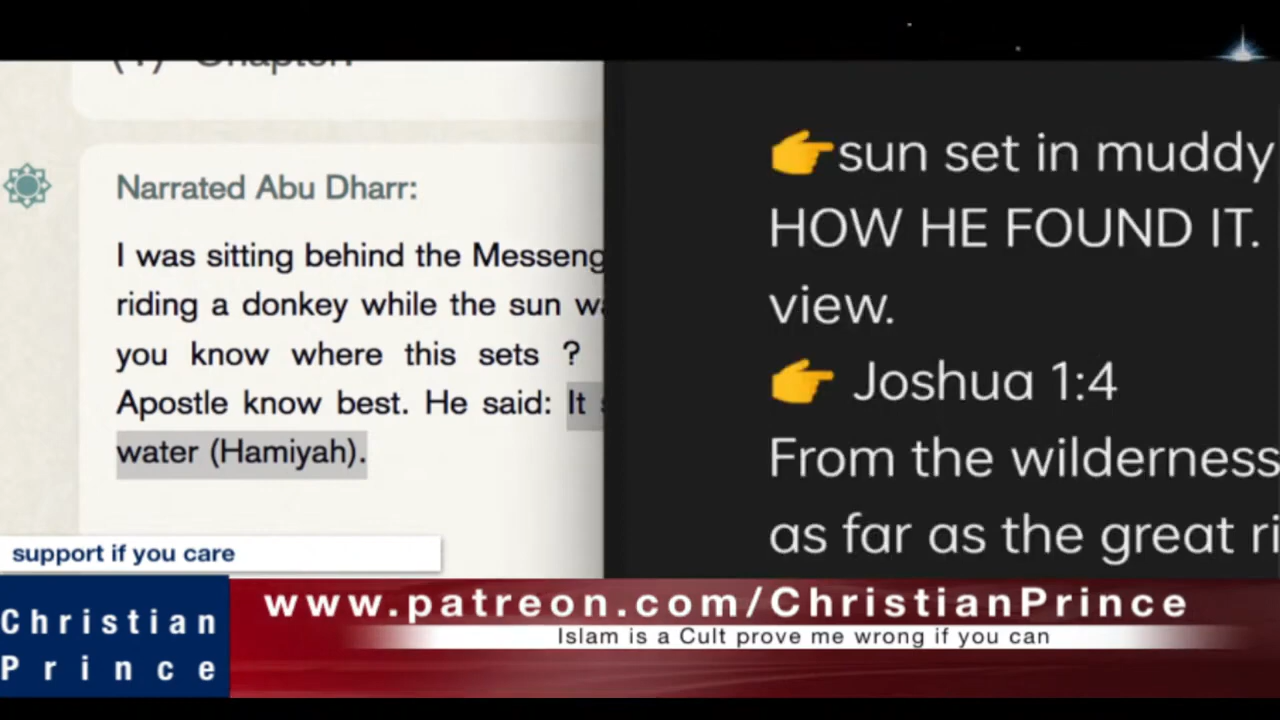 Narrated Abu Dharr:
I was sitting behind the Messeng
riding a donkey while the sun wa
you know where this sets ?
Apostle know best. He said: It s
water (Hamiyah).
👉sun set in muddy
HOW HE FOUND IT.
view.
👉 Joshua 1:4
From the wilderness
as far as the great ri
support if you care
Christian
Prince
www.patreon.com/ChristianPrince
Islam is a Cult prove me wrong if you can